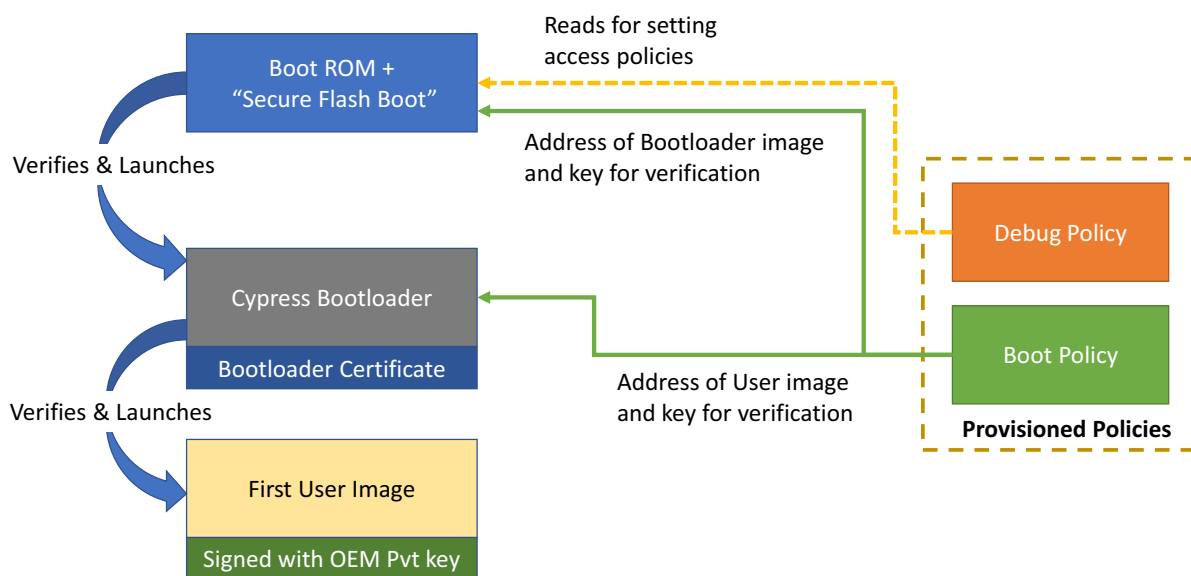 Reads for setting
access policies
Boot ROM +
“Secure Flash Boot”
Address of Bootloader image
and key for verification
Verifies & Launches
Debug Policy
Cypress Bootloader
Boot Policy
Bootloader Certificate
Address of User image
and key for verification
Verifies & Launches
Provisioned Policies
First User Image
Signed with OEM Pvt key